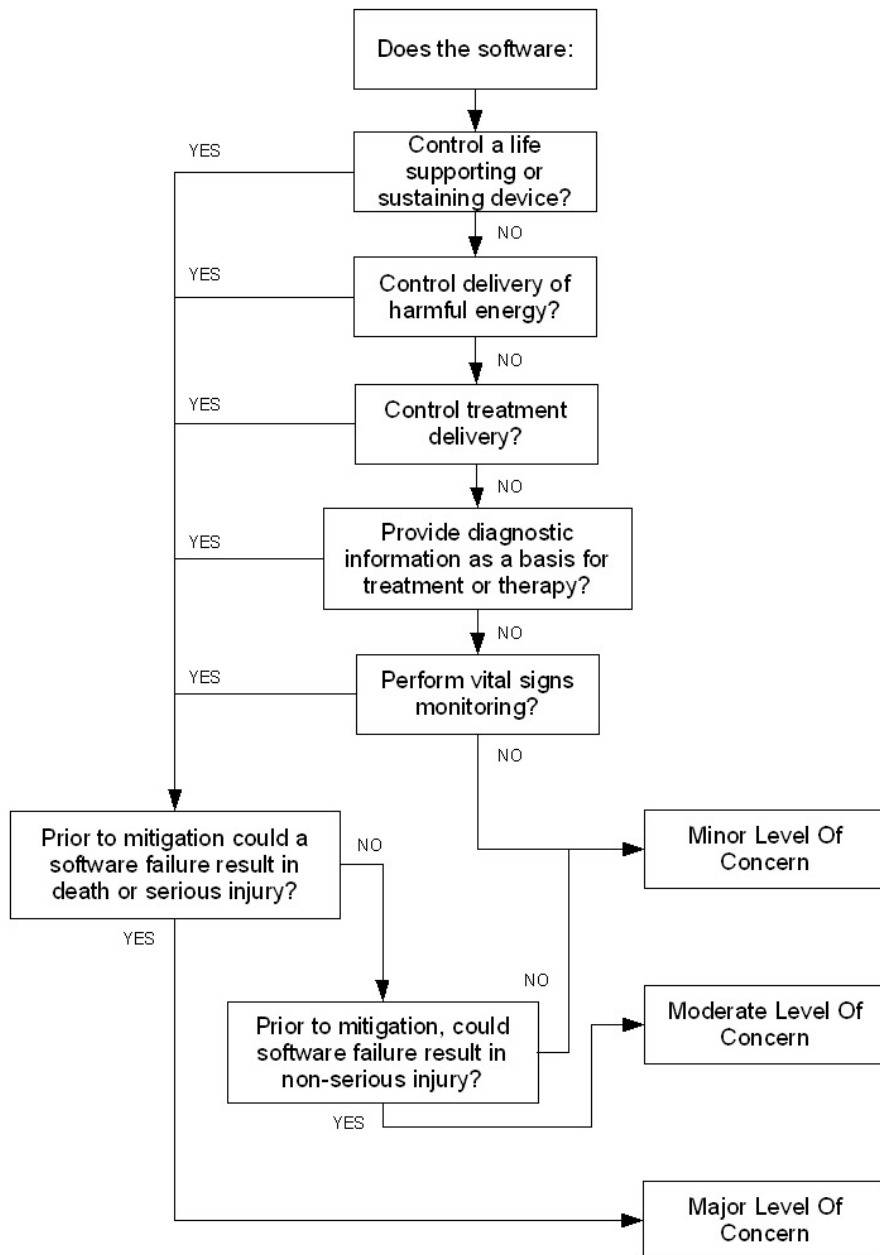 Does the software:
YES
Control a life
supporting or
sustaining device?
NO
YES
Control delivery of
harmful energy?
NO
YES
Control treatment
delivery?
NO
YES
Provide diagnostic
information as a basis for
treatment or therapy?
NO
YES
Perform vital signs
monitoring?
NO
Prior to mitigation could a
software failure result in
death or serious injury?
NO
YES
Minor Level Of
Concern
NO
Prior to mitigation, could
software failure result in
non-serious injury?
YES
Moderate Level Of
Concern
Major Level Of
Concern